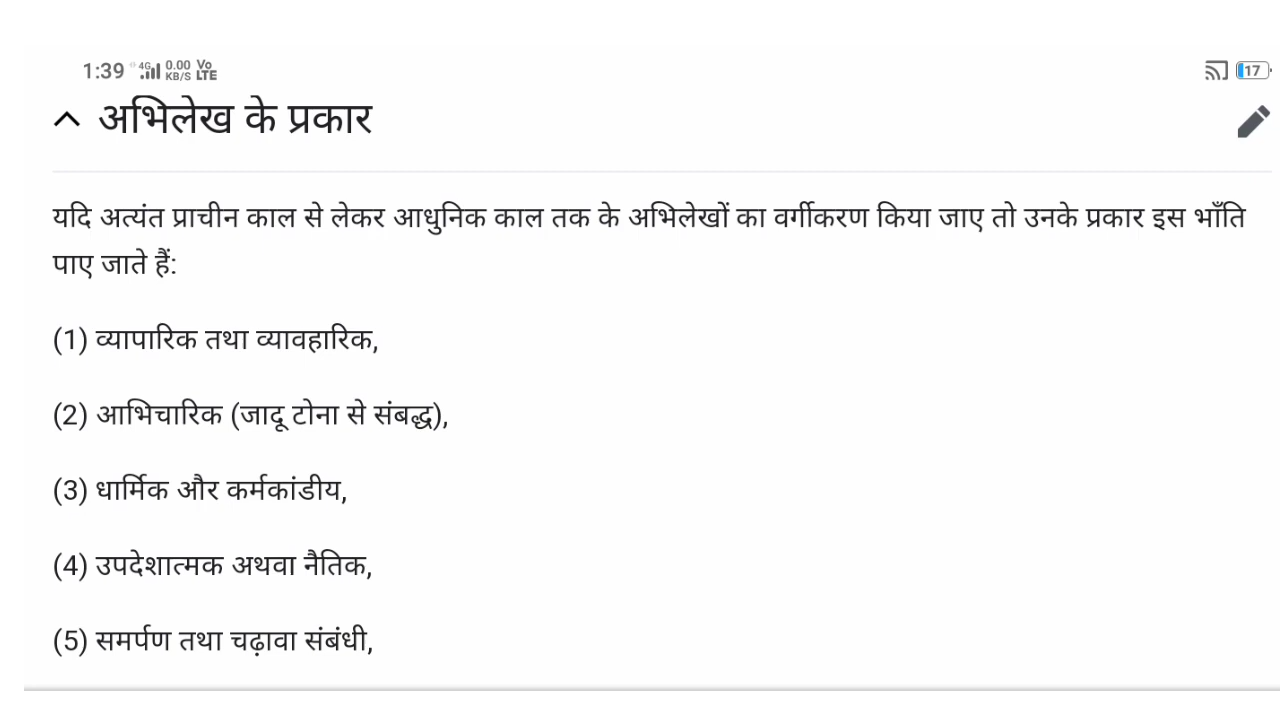 1:39 4G 0.00 KB/S Vo LTE 17
अभिलेख के प्रकार
यदि अत्यंत प्राचीन काल से लेकर आधुनिक काल तक के अभिलेखों का वर्गीकरण किया जाए तो उनके प्रकार इस भाँति
पाए जाते हैं:
(1) व्यापारिक तथा व्यावहारिक,
(2) आभिचारिक (जादू टोना से संबद्ध),
(3) धार्मिक और कर्मकांडीय,
(4) उपदेशात्मक अथवा नैतिक,
(5) समर्पण तथा चढ़ावा संबंधी,